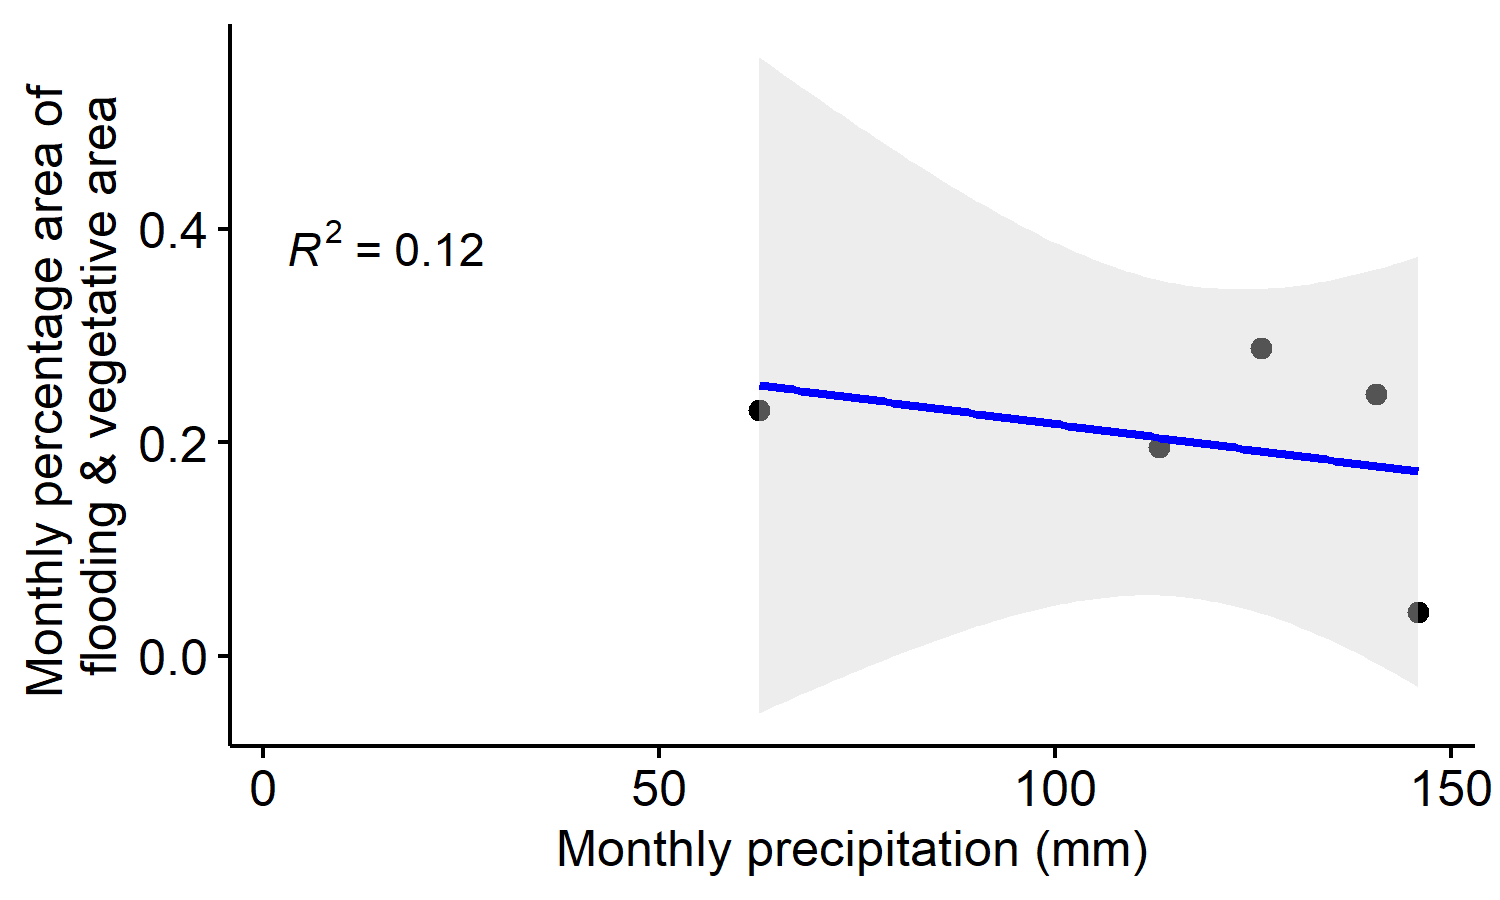 Monthly percentage area of
flooding & vegetative area
0.4
0.2
0.0
R² = 0.12
0
50
100
150
Monthly precipitation (mm)